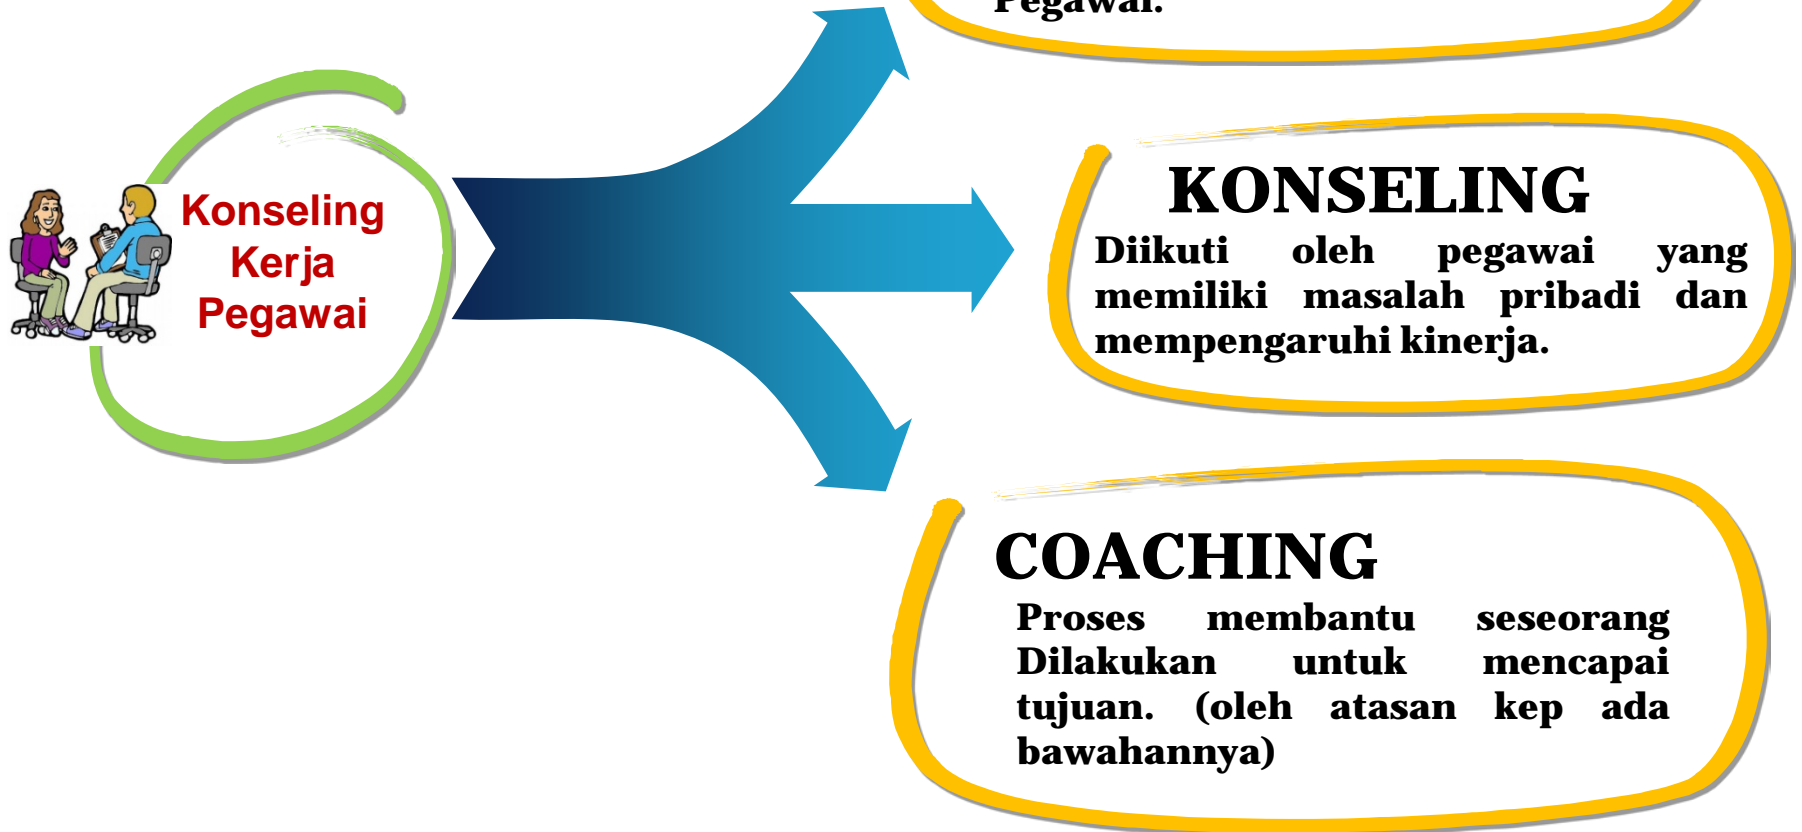 Pegawai.
Konseling
Kerja
Pegawai
KONSELING
Diikuti oleh pegawai yang
memiliki masalah pribadi dan
mempengaruhi kinerja.
COACHING
Proses membantu seseorang
Dilakukan untuk mencapai
tujuan. (oleh atasan kep ada
bawahannya)